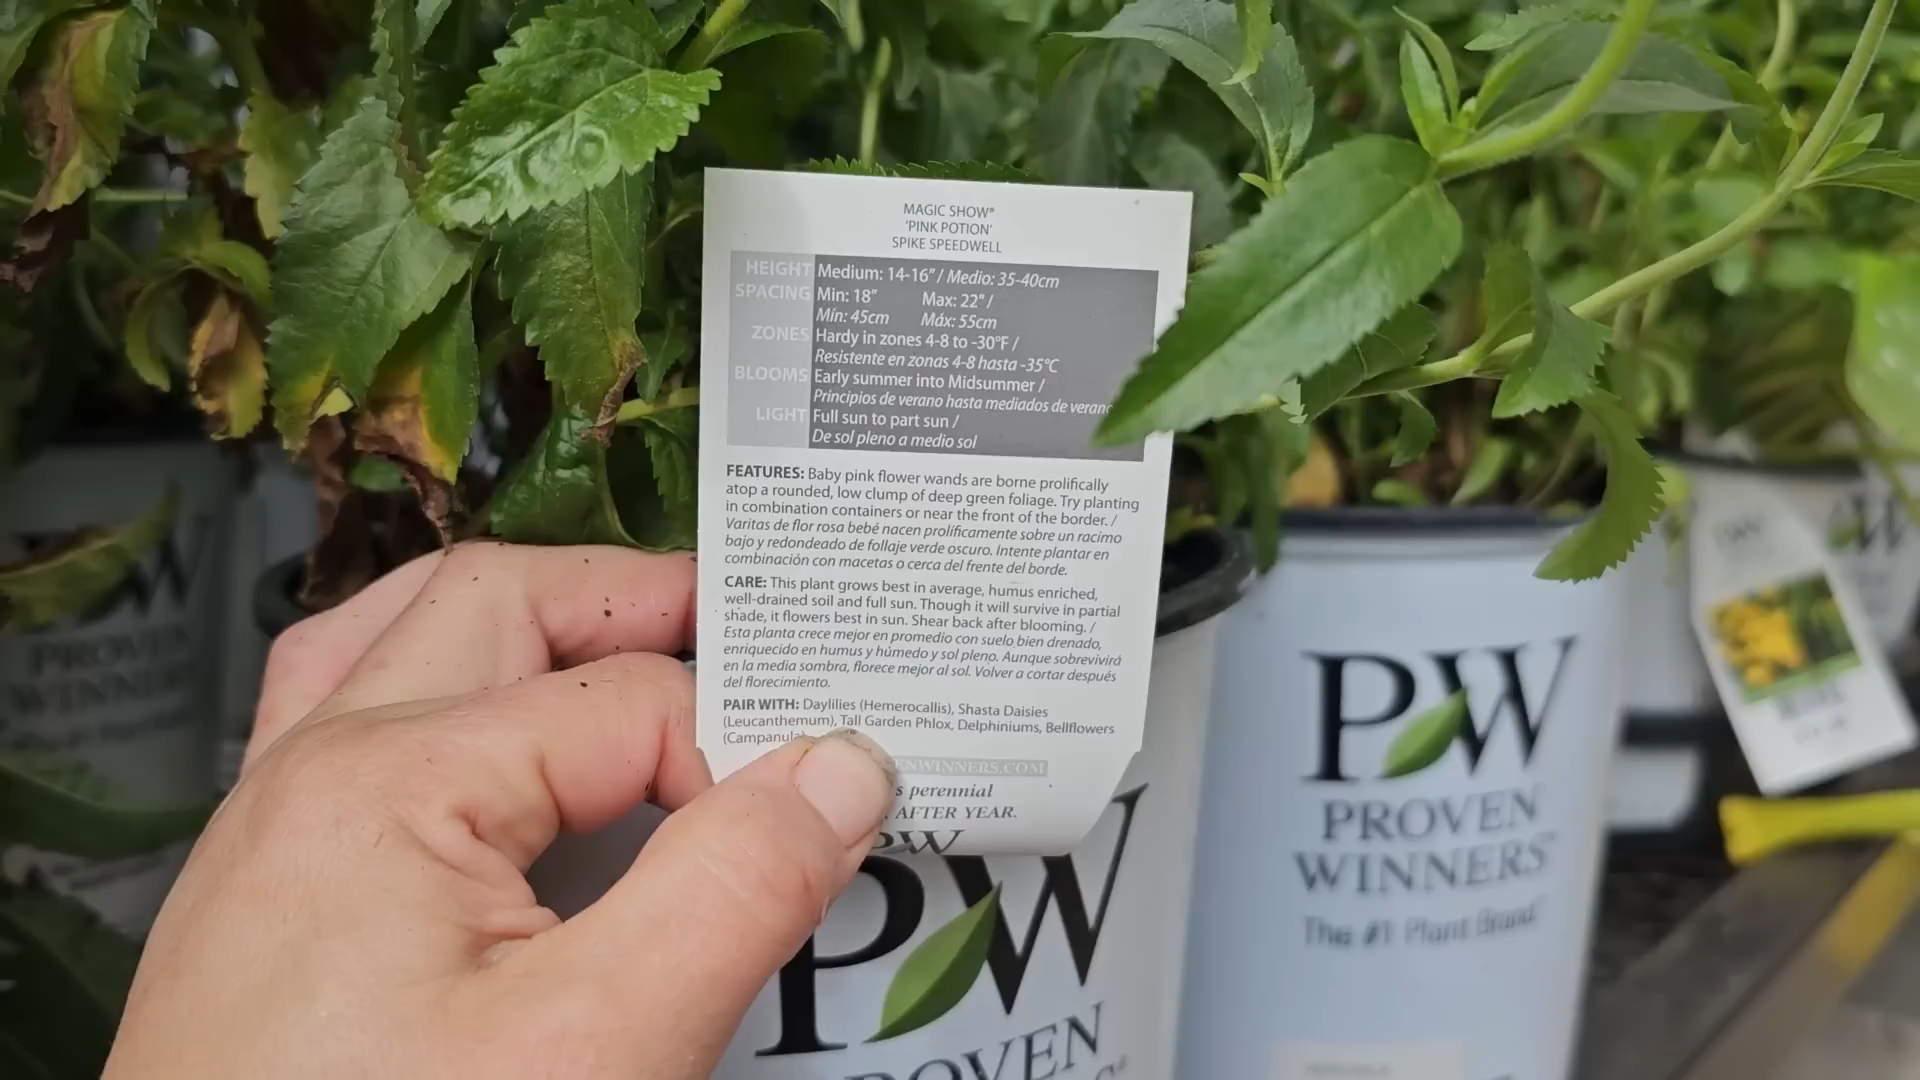 MAGIC SHOW®
'PINK POTION'
SPIKE SPEEDWELL
HEIGHT Medium: 14-16" / Medio: 35-40cm
SPACING Min: 18" Max: 22" /
Mín: 45cm Máx: 55cm
ZONES Hardy in zones 4-8 to -30°F /
Resistente en zonas 4-8 hasta -35°C
BLOOMS Early summer into Midsummer /
Principios de verano hasta mediados de verano
LIGHT Full sun to part sun /
De sol pleno a medio sol
FEATURES: Baby pink flower wands are borne prolifically
atop a rounded, low clump of deep green foliage. Try planting
in combination containers or near the front of the border. /
Varitas de flor rosa bebé nacen prolíficamente sobre un racimo
bajo y redondeado de follaje verde oscuro. Intente plantar en
combinación con macetas o cerca del frente del borde.
CARE: This plant grows best in average, humus enriched,
well-drained soil and full sun. Though it will survive in partial
shade, it flowers best in sun. Shear back after blooming. /
Esta planta crece mejor en promedio con suelo bien drenado,
enriquecido en humus y húmedo y sol pleno. Aunque sobrevivirá
en la media sombra, florece mejor al sol. Volver a cortar después
del florecimiento.
PAIR WITH: Daylilies (Hemerocallis), Shasta Daisies
(Leucanthemum), Tall Garden Phlox, Delphiniums, Bellflowers
(Campanula)
ENWINNERS.COM
s perennial
AFTER YEAR.
PW
PW
OVEN
PW
PROVEN
WINNERS™
The #1 Plant Brand
W
PROVEN
WINNERS